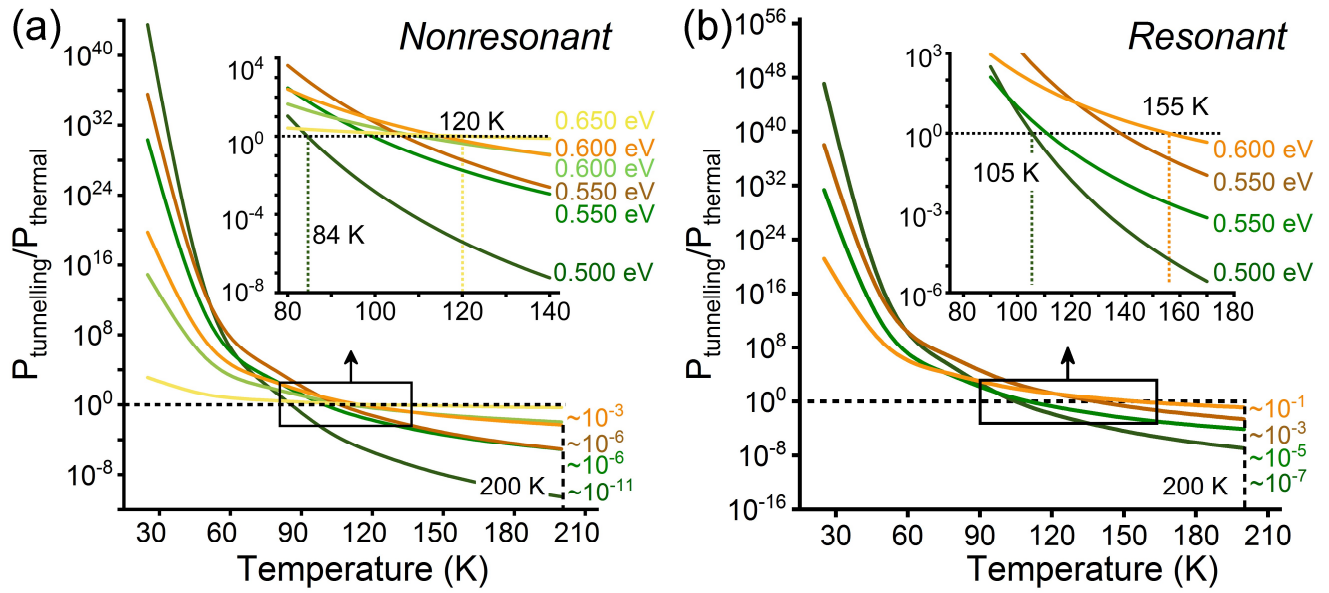 (a)
Nonresonant
P_tunnelling/P_thermal
10^40
10^32
10^24
10^16
10^8
10^0
10^-8
30 60 90 120 150 180 210
Temperature (K)
10^4
10^0
10^-4
10^-8
80 100 120 140
120 K
84 K
0.650 eV
0.600 eV
0.600 eV
0.550 eV
0.550 eV
0.500 eV
200 K
~10^-3
~10^-6
~10^-6
~10^-11
(b)
Resonant
P_tunnelling/P_thermal
10^56
10^48
10^40
10^32
10^24
10^16
10^8
10^0
10^-8
10^-16
30 60 90 120 150 180 210
Temperature (K)
10^3
10^0
10^-3
10^-6
80 100 120 140 160 180
155 K
105 K
0.600 eV
0.550 eV
0.550 eV
0.500 eV
200 K
~10^-1
~10^-3
~10^-5
~10^-7